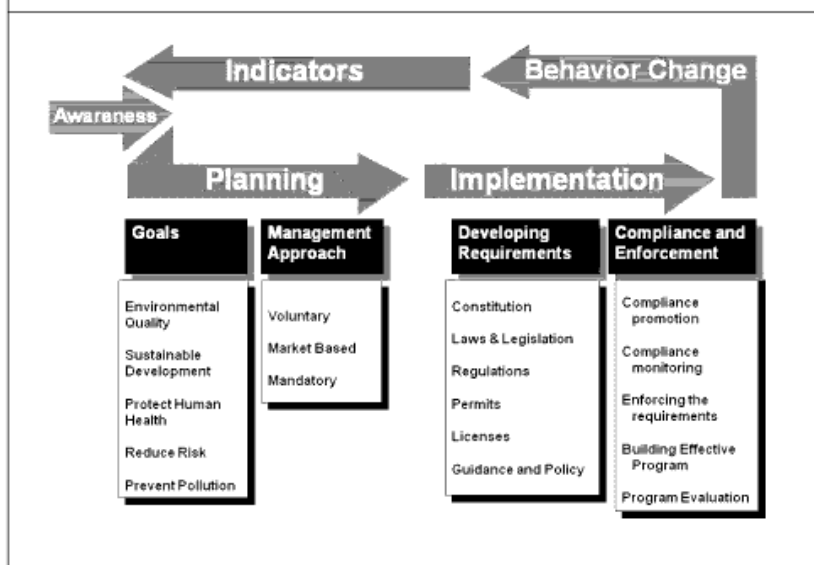 Indicators
Behavior Change
Awareness
Planning
Implementation
Goals
Environmental
Quality
Sustainable
Development
Protect Human
Health
Reduce Risk
Prevent Pollution
Management
Approach
Voluntary
Market Based
Mandatory
Developing
Requirements
Constitution
Laws & Legislation
Regulations
Permits
Licenses
Guidance and Policy
Compliance and
Enforcement
Compliance
promotion
Compliance
monitoring
Enforcing the
requirements
Building Effective
Program
Program Evaluation